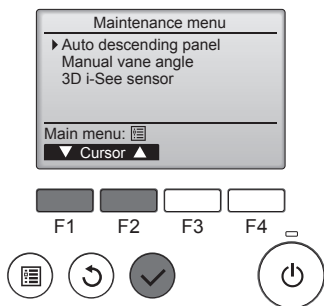 Maintenance menu
Auto descending panel
Manual vane angle
3D i-See sensor
Main menu:
▼ Cursor ▲
F1 F2 F3 F4